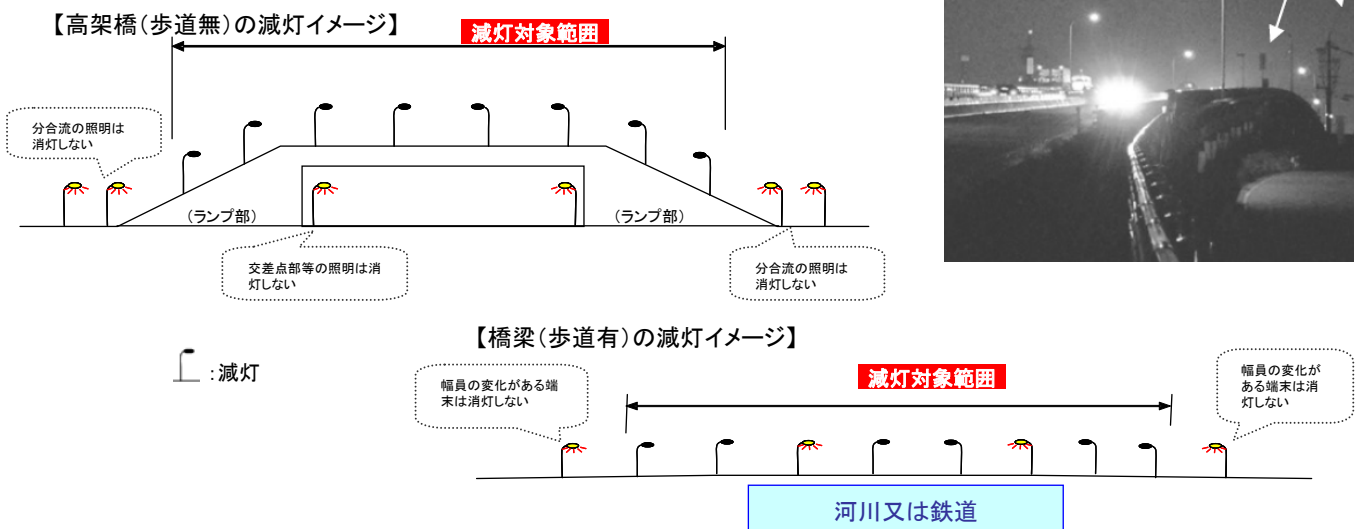 【高架橋(歩道無)の減灯イメージ】
減灯対象範囲
分合流の照明は
消灯しない
(ランプ部)
(ランプ部)
交差点部等の照明は消
灯しない
分合流の照明は
消灯しない
:減灯
【橋梁(歩道有)の減灯イメージ】
減灯対象範囲
幅員の変化がある端
末は消灯しない
幅員の変化が
ある端末は消
灯しない
河川又は鉄道